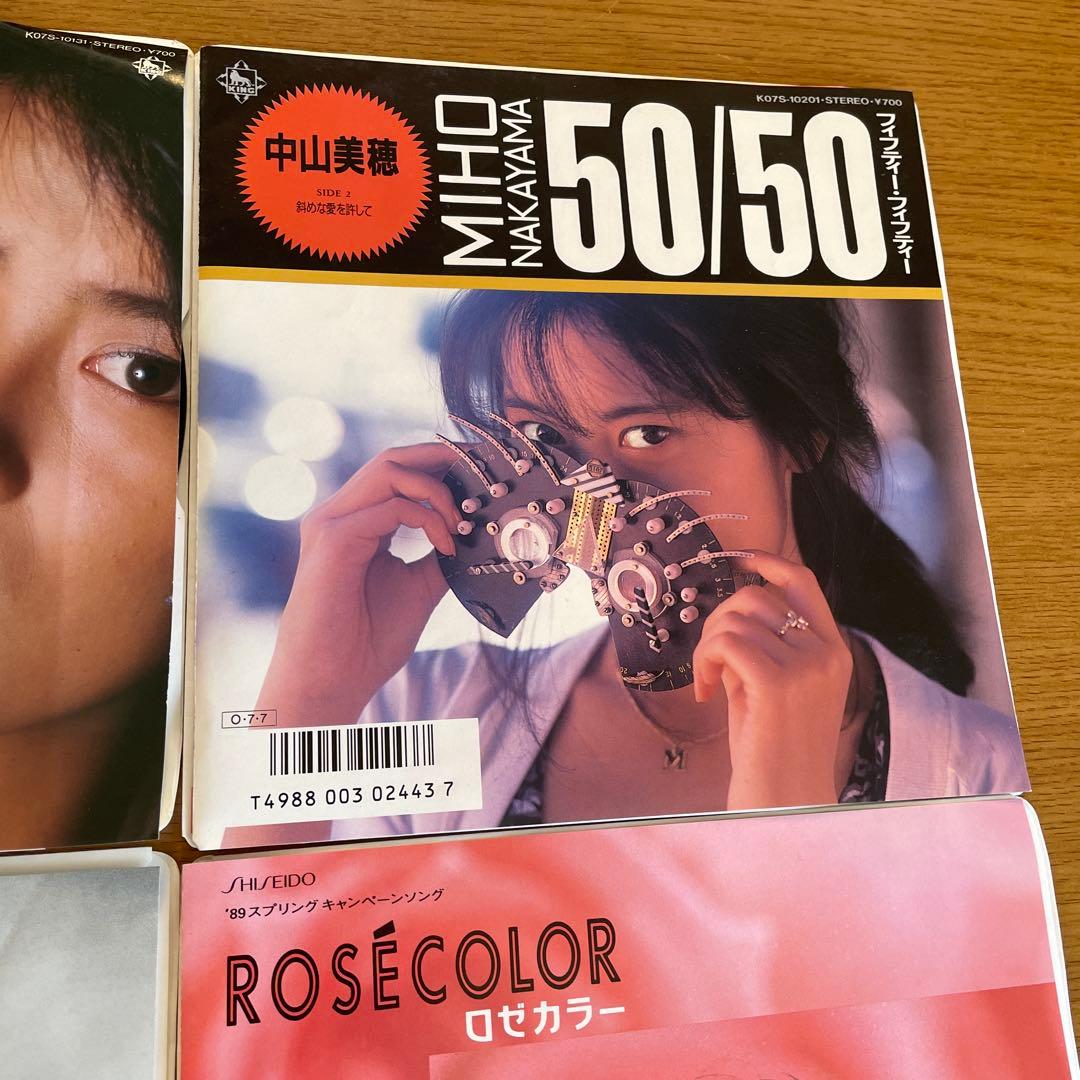 K07S-10131・STEREO・¥700
KING
KING
中山美穂
SIDE 2
斜めな愛を許して
MIHO
NAKAYAMA
50/50
フィフティー・フィフティー
K07S-10201・STEREO・¥700
M
O・7・7
T4988 003 02443 7
SHISEIDO
'89スプリング キャンペーンソング
ROSÉCOLOR
ロゼカラー